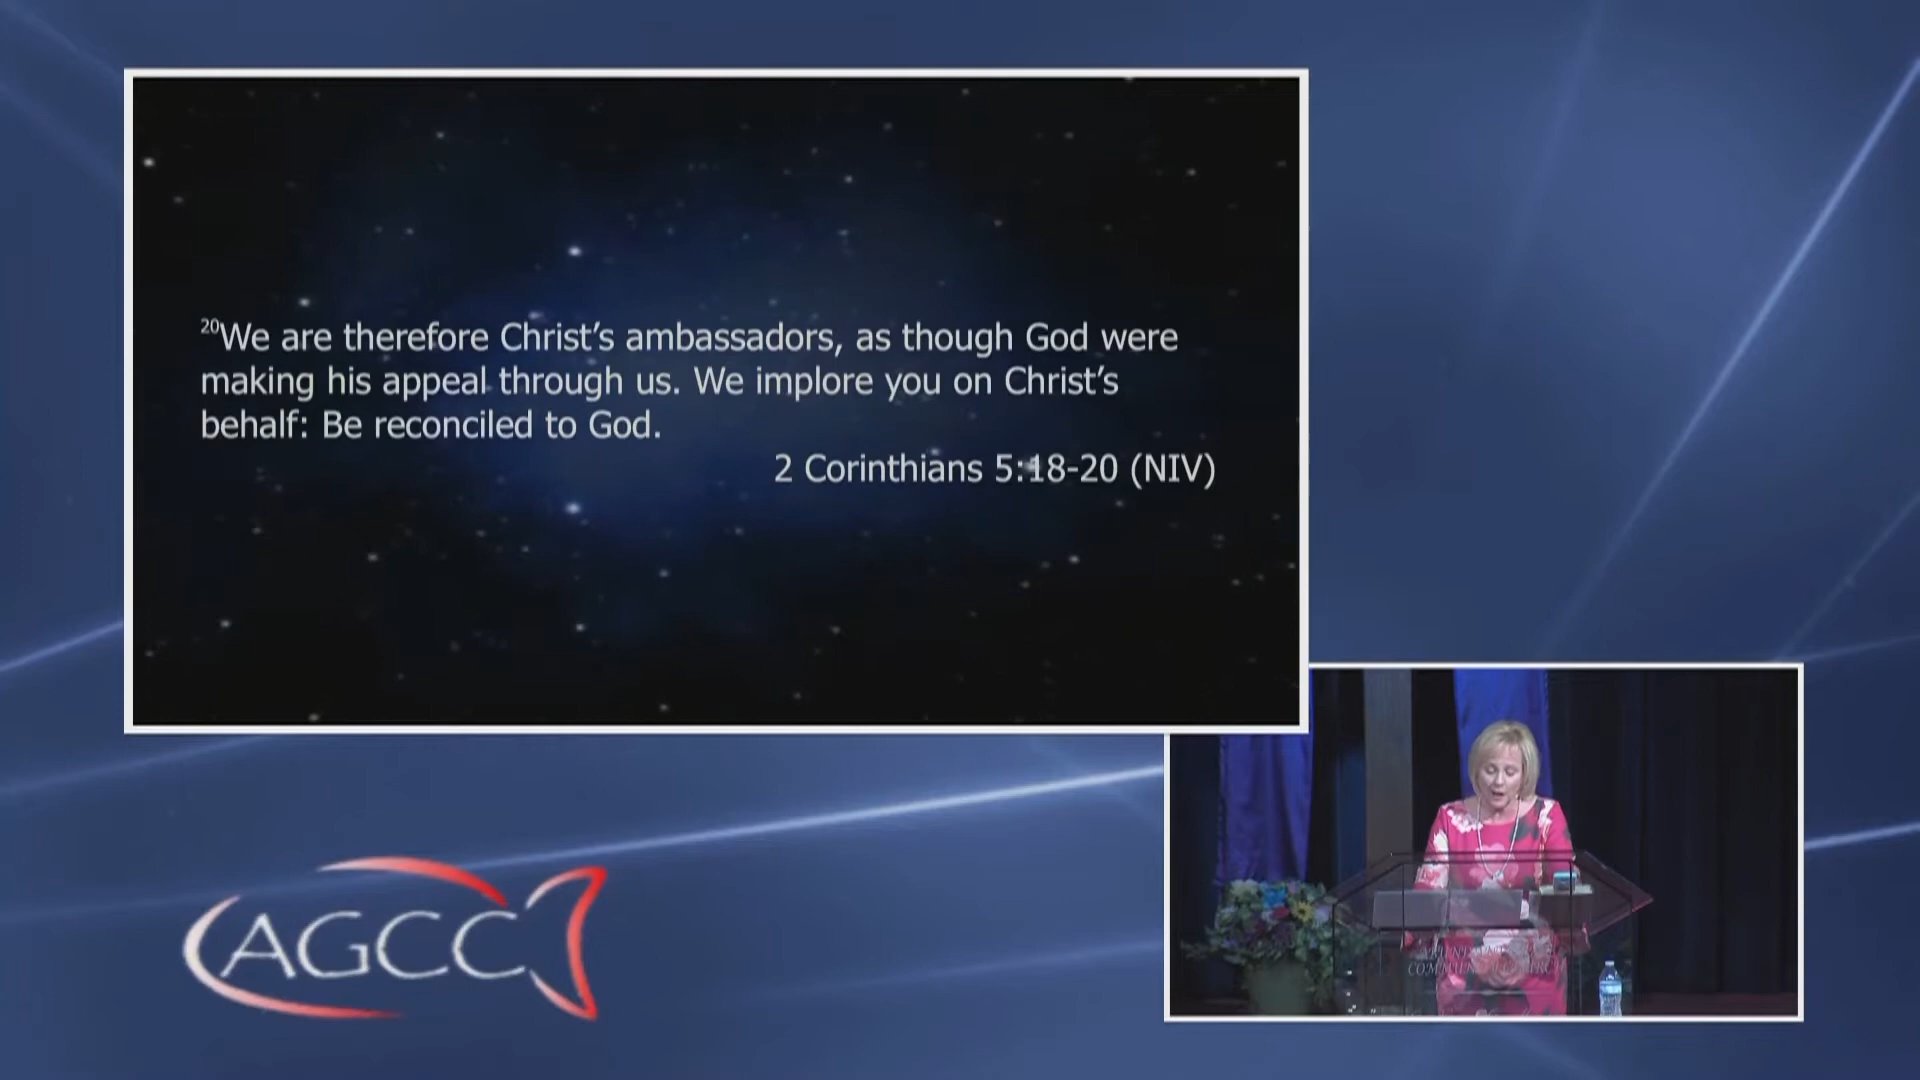 ²⁰We are therefore Christ’s ambassadors, as though God were
making his appeal through us. We implore you on Christ’s
behalf: Be reconciled to God.
2 Corinthians 5:18-20 (NIV)
AGCC